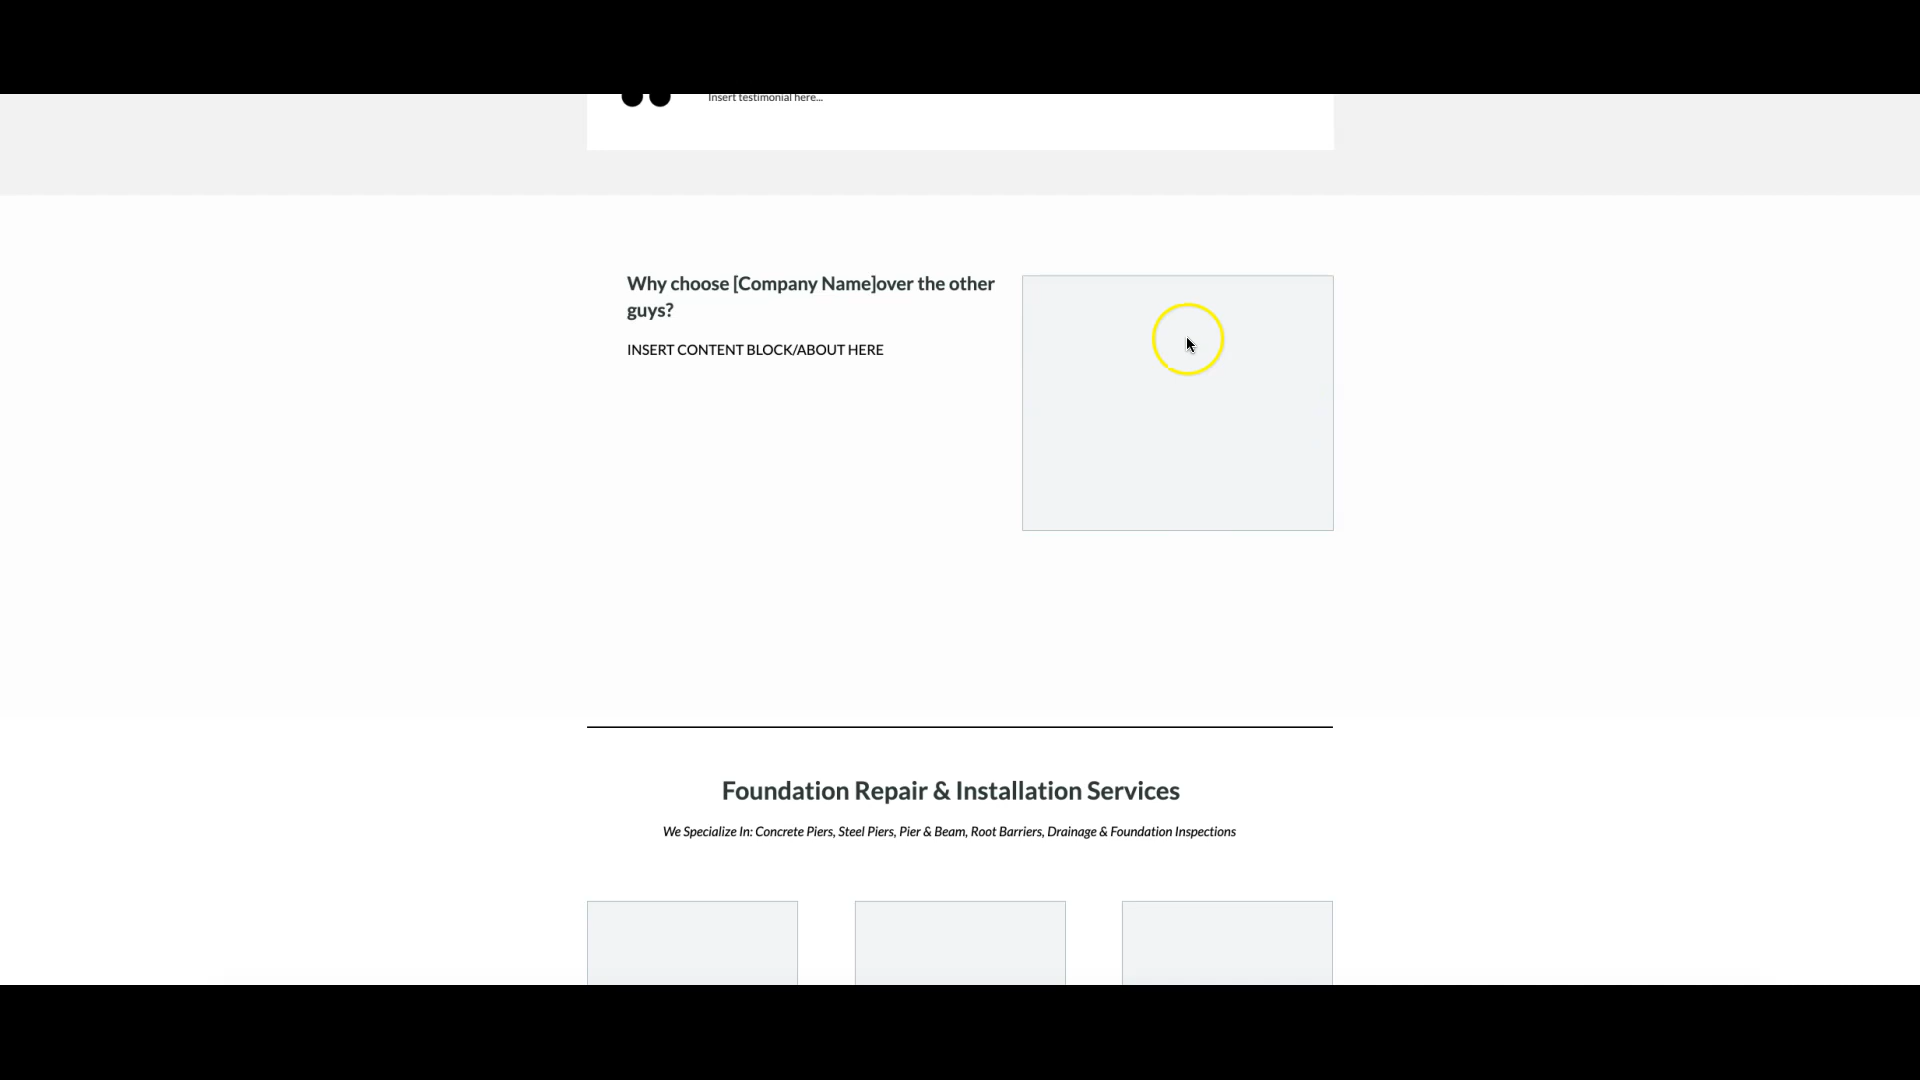 Insert testimonial here...
Why choose [Company Name]over the other
guys?
INSERT CONTENT BLOCK/ABOUT HERE
Foundation Repair & Installation Services
We Specialize In: Concrete Piers, Steel Piers, Pier & Beam, Root Barriers, Drainage & Foundation Inspections